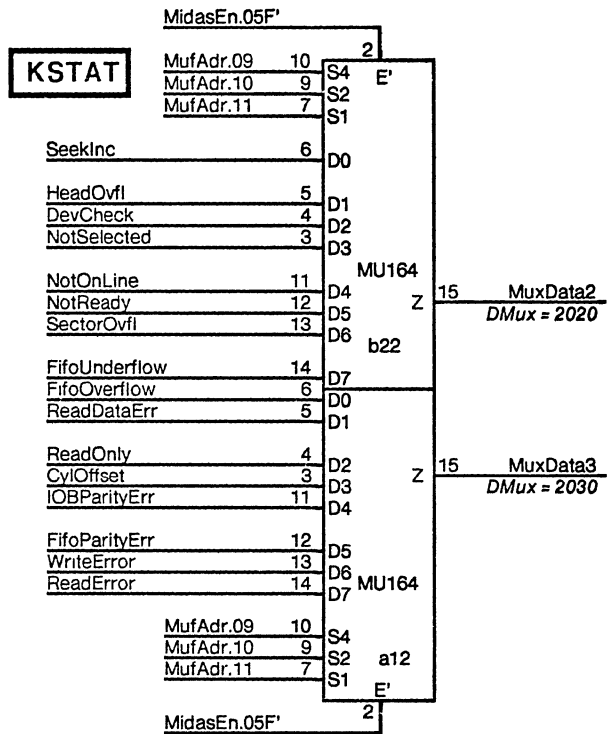 MidasEn.05F'
KSTAT
2
E'
MufAdr.09 10 S4
MufAdr.10 9 S2
MufAdr.11 7 S1
SeekInc 6 D0
HeadOvfl 5 D1
DevCheck 4 D2
NotSelected 3 D3
MU164
NotOnLine 11 D4
NotReady 12 D5
SectorOvfl 13 D6
Z 15 MuxData2
DMux = 2020
b22
FifoUnderflow 14 D7
FifoOverflow 6 D0
ReadDataErr 5 D1
ReadOnly 4 D2
CylOffset 3 D3
IOBParityErr 11 D4
Z 15 MuxData3
DMux = 2030
FifoParityErr 12 D5
WriteError 13 D6
ReadError 14 D7
MU164
MufAdr.09 10 S4
MufAdr.10 9 S2
MufAdr.11 7 S1
a12
E'
2
MidasEn.05F'